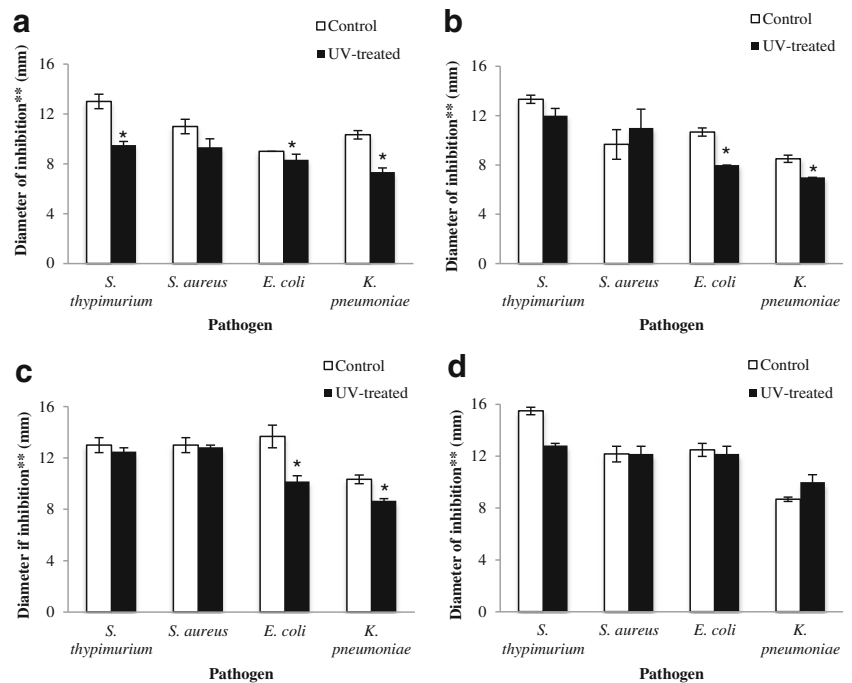 a
Control
UV-treated
Diameter of inhibition** (mm)
16
12
8
4
0
*
*
*
S. thypimurium
S. aureus
E. coli
K. pneumoniae
Pathogen
b
Control
UV-treated
Diameter of inhibition** (mm)
16
12
8
4
0
*
*
S. thypimurium
S. aureus
E. coli
K. pneumoniae
Pathogen
c
Control
UV-treated
Diameter if inhibition** (mm)
16
12
8
4
0
*
*
S. thypimurium
S. aureus
E. coli
K. pneumoniae
Pathogen
d
Control
UV-treated
Diameter of inhibition** (mm)
16
12
8
4
0
S. thypimurium
S. aureus
E. coli
K. pneumoniae
Pathogen